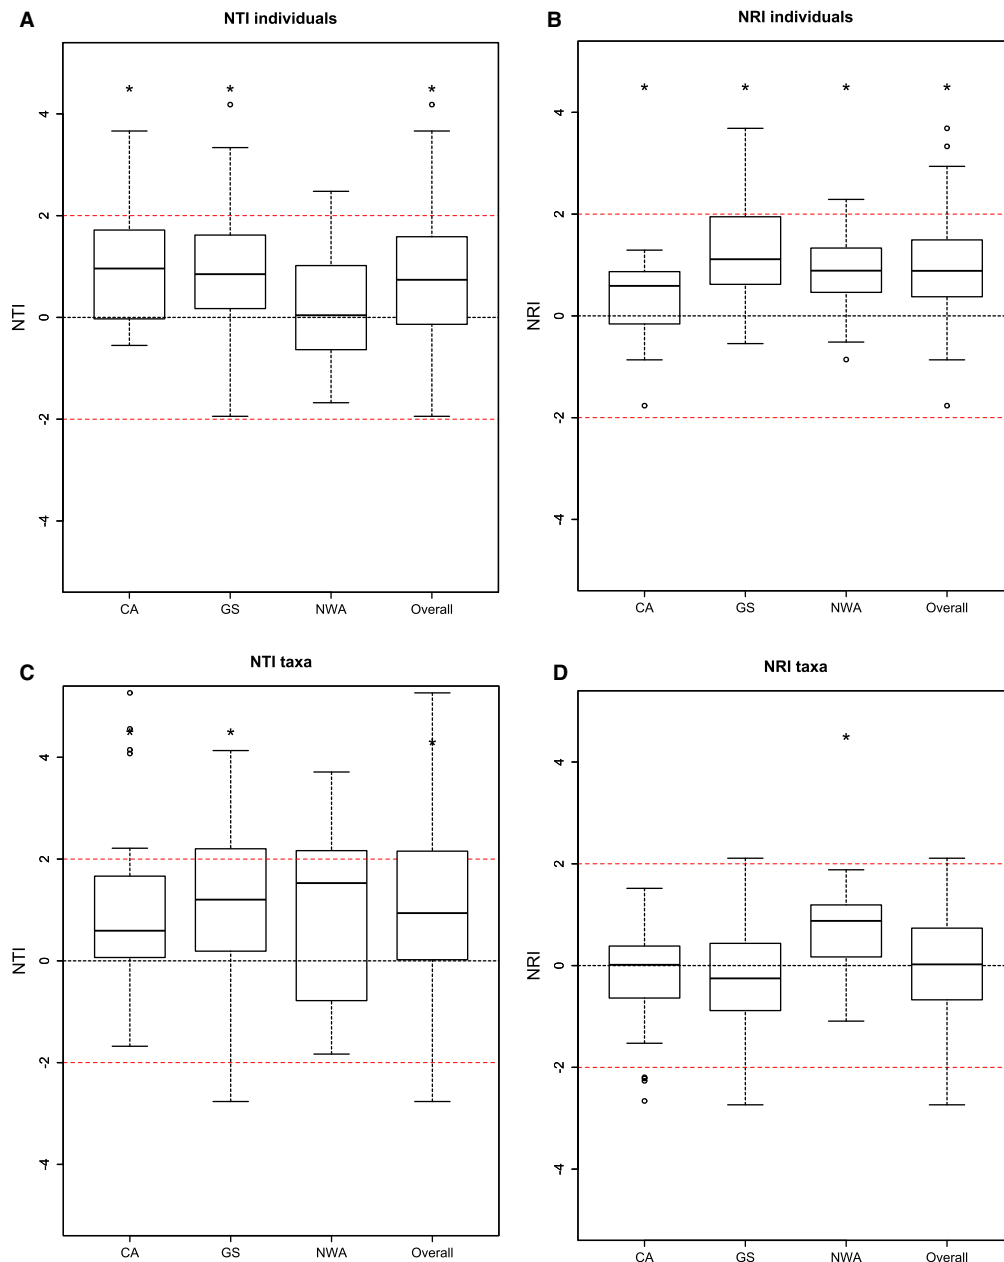 A
NTI individuals
* * *
4
2
0
-2
-4
NTI
CA GS NWA Overall
B
NRI individuals
* * * *
4
2
0
-2
-4
NRI
CA GS NWA Overall
C
NTI taxa
* * *
4
2
0
-2
-4
NTI
CA GS NWA Overall
D
NRI taxa
*
4
2
0
-2
-4
NRI
CA GS NWA Overall